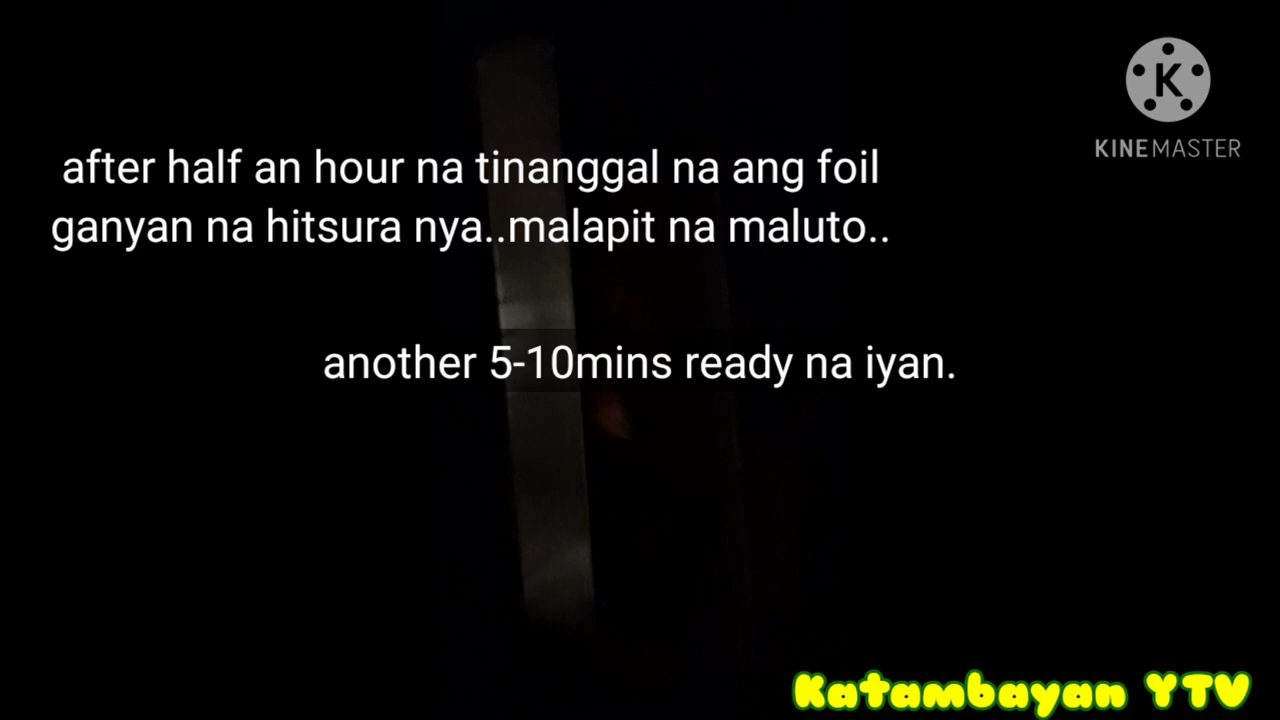 K
KINEMASTER
after half an hour na tinanggal na ang foil
ganyan na hitsura nya..malapit na maluto..
another 5-10mins ready na iyan.
Katambayan YTV